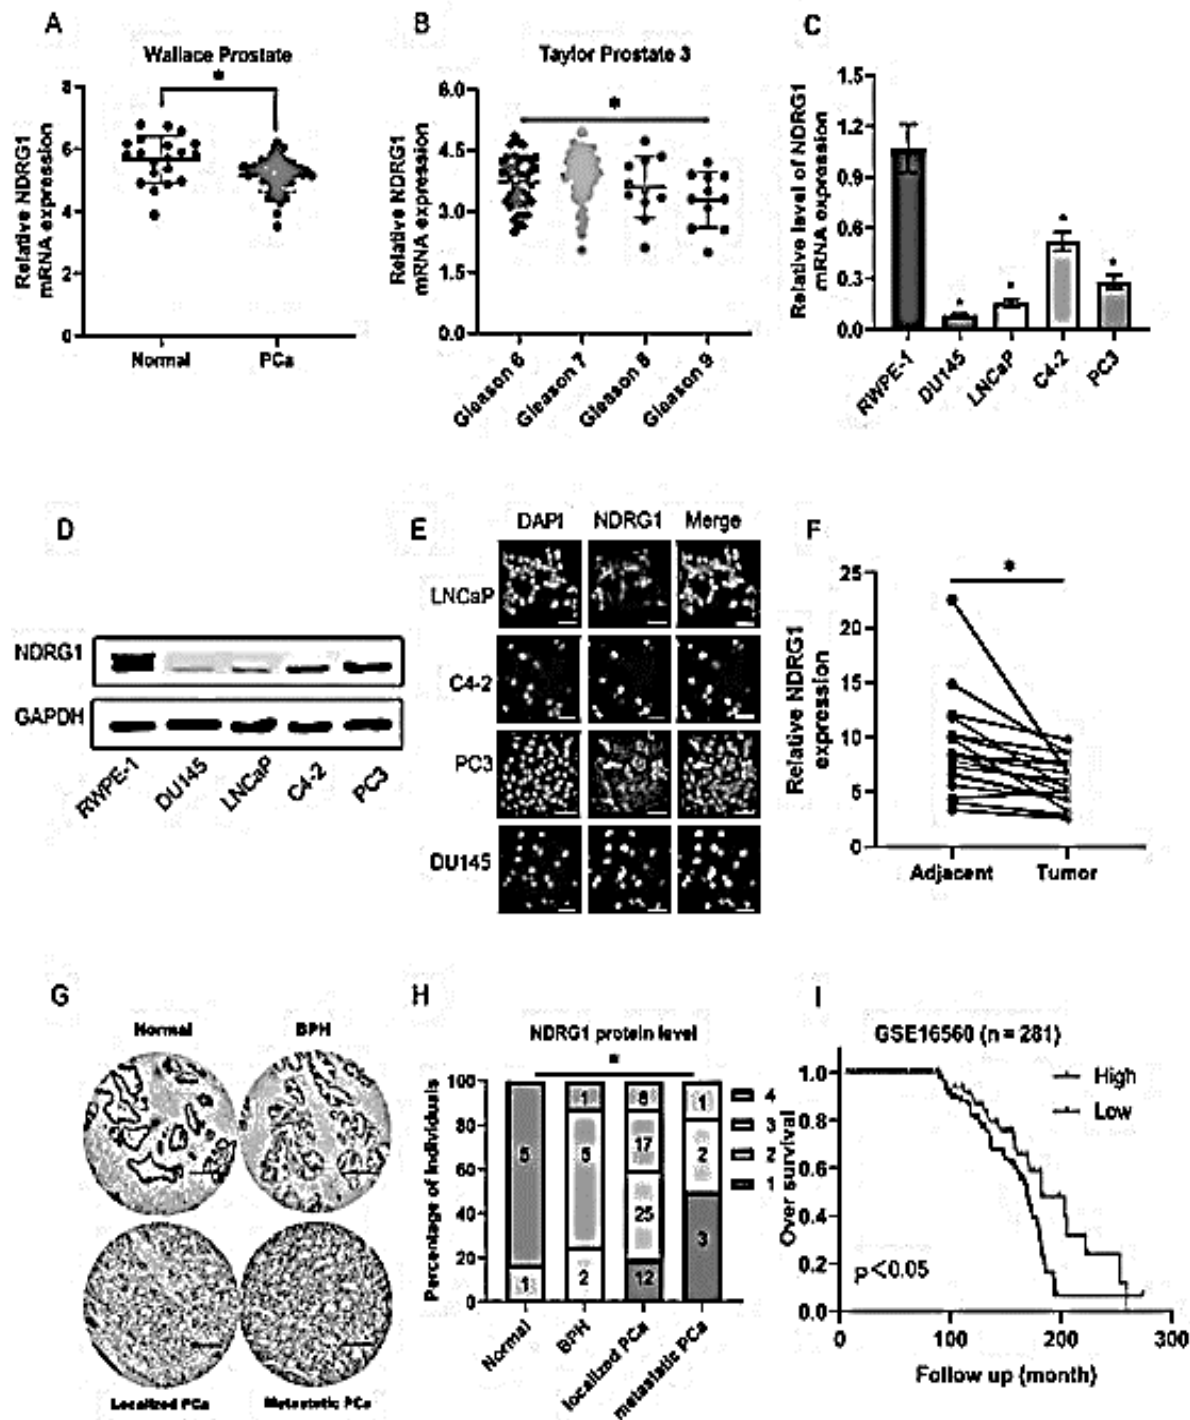 A
Wallace Prostate
*
Relative NDRG1
mRNA expression
8
6
4
2
0
Normal
PCa
B
Taylor Prostate 3
*
Relative NDRG1
mRNA expression
6.0
4.5
3.0
1.5
0.0
Gleason 6
Gleason 7
Gleason 8
Gleason 9
C
Relative level of NDRG1
mRNA expression
1.5
1.2
0.9
0.6
0.3
0.0
* * * *
RWPE-1
DU145
LNCaP
C4-2
PC3
D
NDRG1
GAPDH
RWPE-1
DU145
LNCaP
C4-2
PC3
E
DAPI NDRG1 Merge
LNCaP
C4-2
PC3
DU145
F
*
Relative NDRG1
expression
25
20
15
10
5
0
Adjacent
Tumor
G
Normal
BPH
Localized PCa
Metastatic PCa
H
NDRG1 protein level
*
Percentage of individuals
100
80
60
40
20
0
5
1
1
5
2
8
17
25
12
1
2
3
4
3
2
1
Normal
BPH
localized PCa
metastatic PCa
I
GSE16560 (n = 281)
High
Low
Over survival
1.0
0.8
0.6
0.4
0.2
0.0
p<0.05
0 100 200 300
Follow up (month)